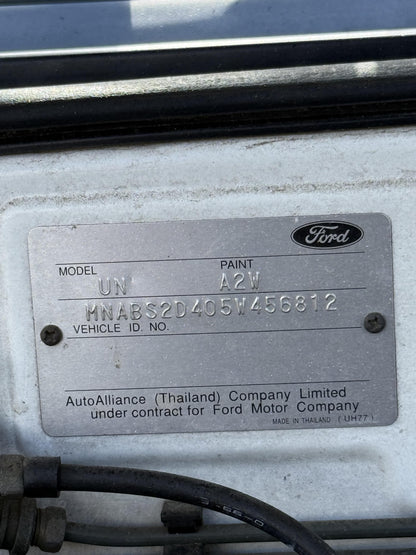 Ford
MODEL PAINT
UN A2W
MNABS2D405W456812
VEHICLE ID. NO.
AutoAlliance (Thailand) Company Limited
under contract for Ford Motor Company
MADE IN THAILAND (UH77)